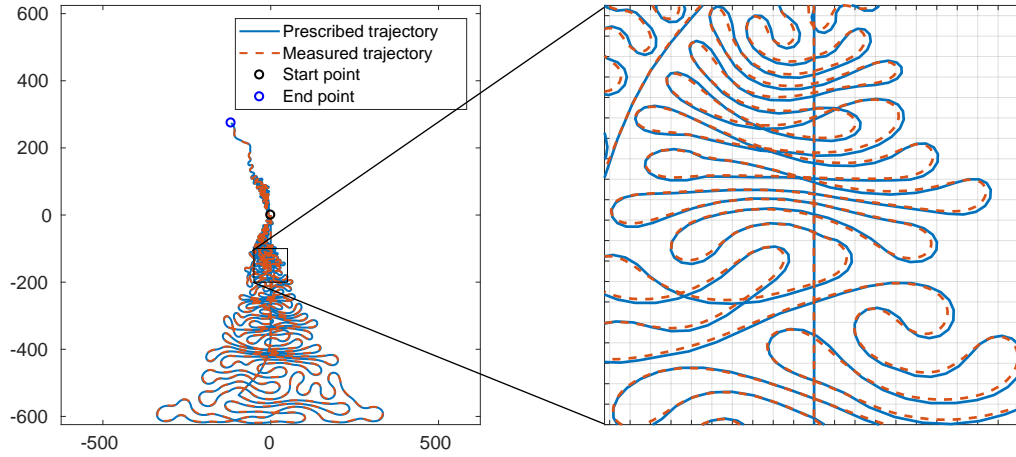 600
400
200
0
-200
-400
-600
-500
0
500
Prescribed trajectory
Measured trajectory
Start point
End point